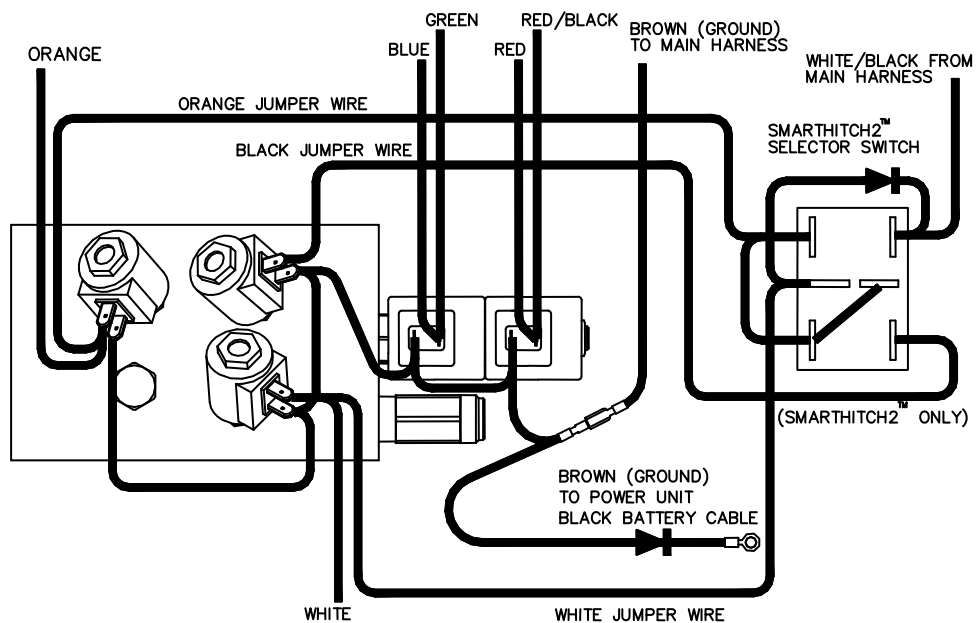 GREEN
RED/BLACK
BROWN (GROUND)
TO MAIN HARNESS
BLUE
RED
ORANGE
WHITE/BLACK FROM
MAIN HARNESS
ORANGE JUMPER WIRE
SMARTHITCH2™
SELECTOR SWITCH
BLACK JUMPER WIRE
(SMARTHITCH2™ ONLY)
BROWN (GROUND)
TO POWER UNIT
BLACK BATTERY CABLE
WHITE
WHITE JUMPER WIRE